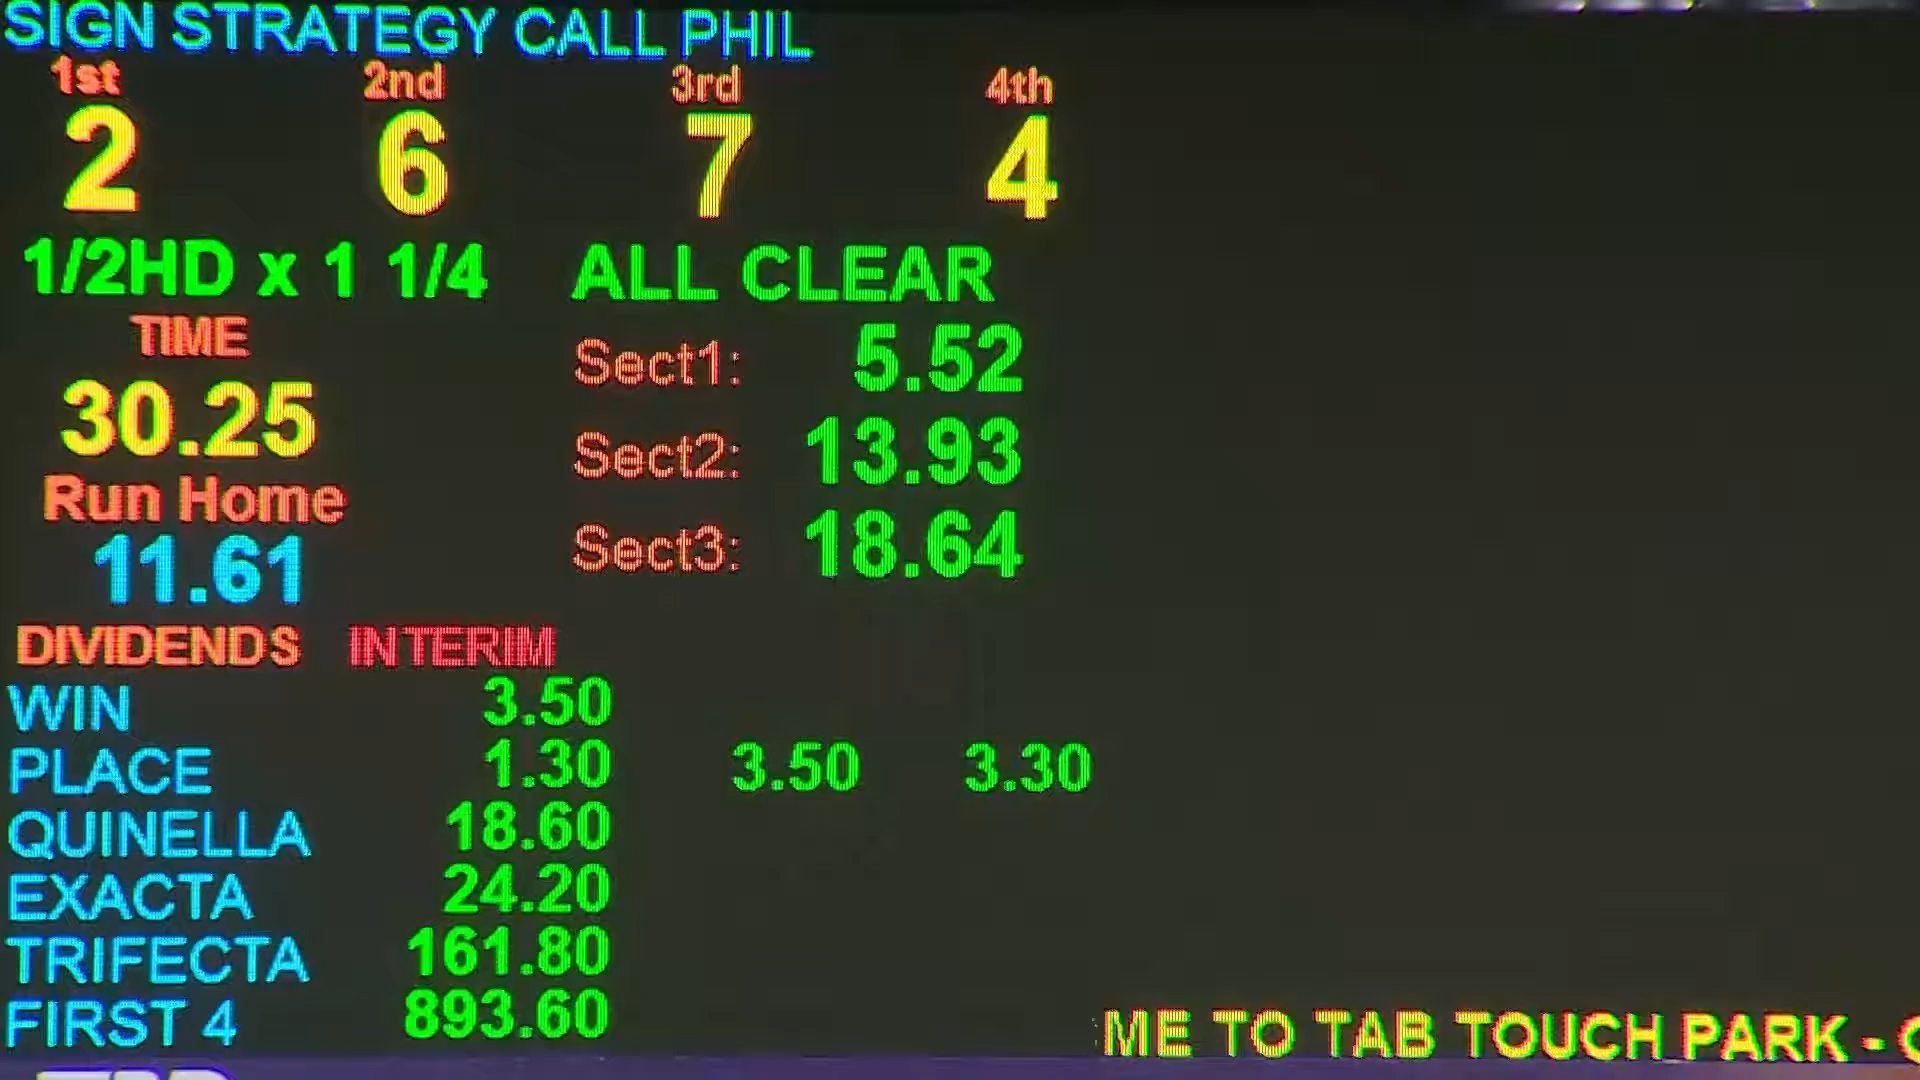 SIGN STRATEGY CALL PHIL
1st 2nd 3rd 4th
2 6 7 4
1/2HD x 1 1/4 ALL CLEAR
TIME
30.25
Run Home
11.61
Sect1: 5.52
Sect2: 13.93
Sect3: 18.64
DIVIDENDS INTERIM
WIN 3.50
PLACE 1.30 3.50 3.30
QUINELLA 18.60
EXACTA 24.20
TRIFECTA 161.80
FIRST 4 893.60
ME TO TAB TOUCH PARK -